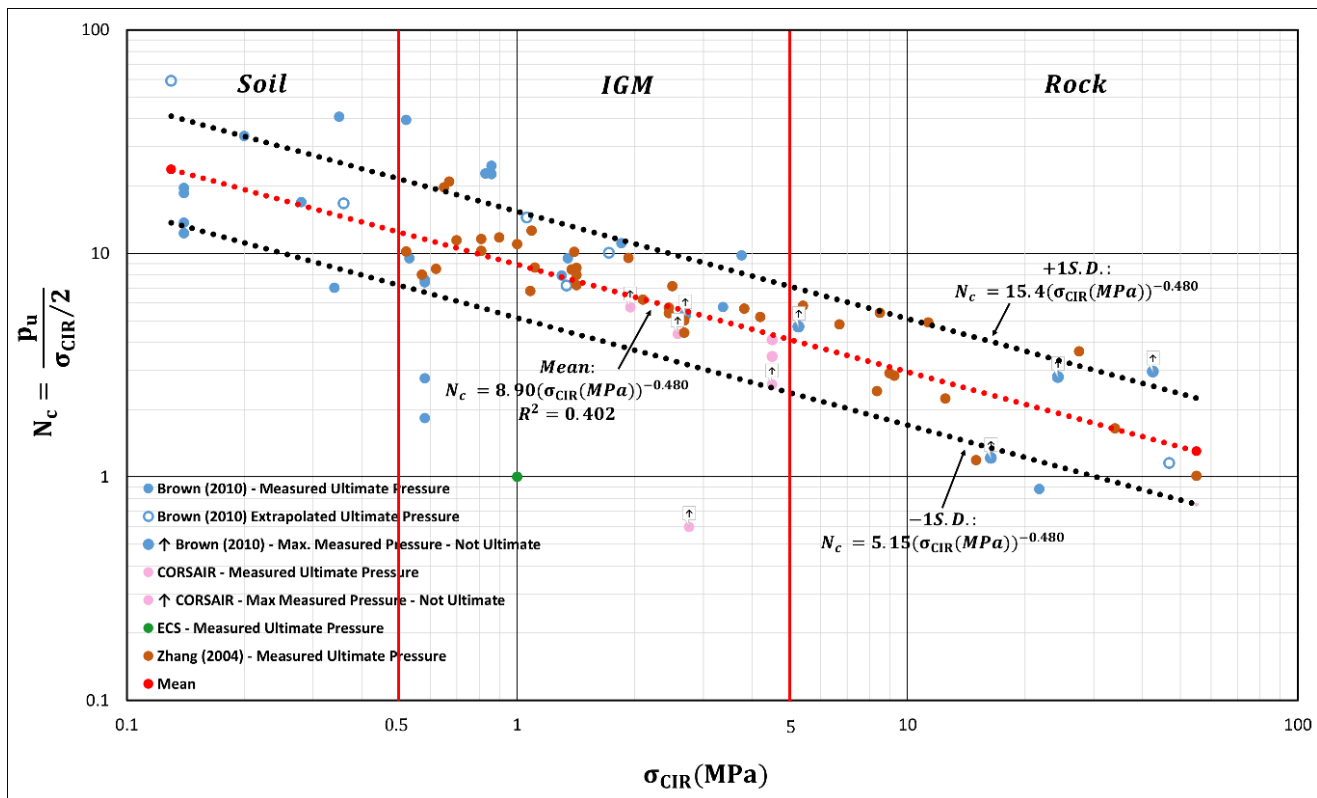 100
10
1
0.1
N_c = p_u / σ_CIR/2
Soil
IGM
Rock
+1S.D.:
N_c = 15.4(σ_CIR(MPa))^−0.480
Mean:
N_c = 8.90(σ_CIR(MPa))^−0.480
R² = 0.402
−1S.D.:
N_c = 5.15(σ_CIR(MPa))^−0.480
Brown (2010) - Measured Ultimate Pressure
Brown (2010) Extrapolated Ultimate Pressure
↑ Brown (2010) - Max. Measured Pressure - Not Ultimate
CORSAIR - Measured Ultimate Pressure
↑ CORSAIR - Max Measured Pressure - Not Ultimate
ECS - Measured Ultimate Pressure
Zhang (2004) - Measured Ultimate Pressure
Mean
0.1 0.5 1 5 10 100
σ_CIR(MPa)